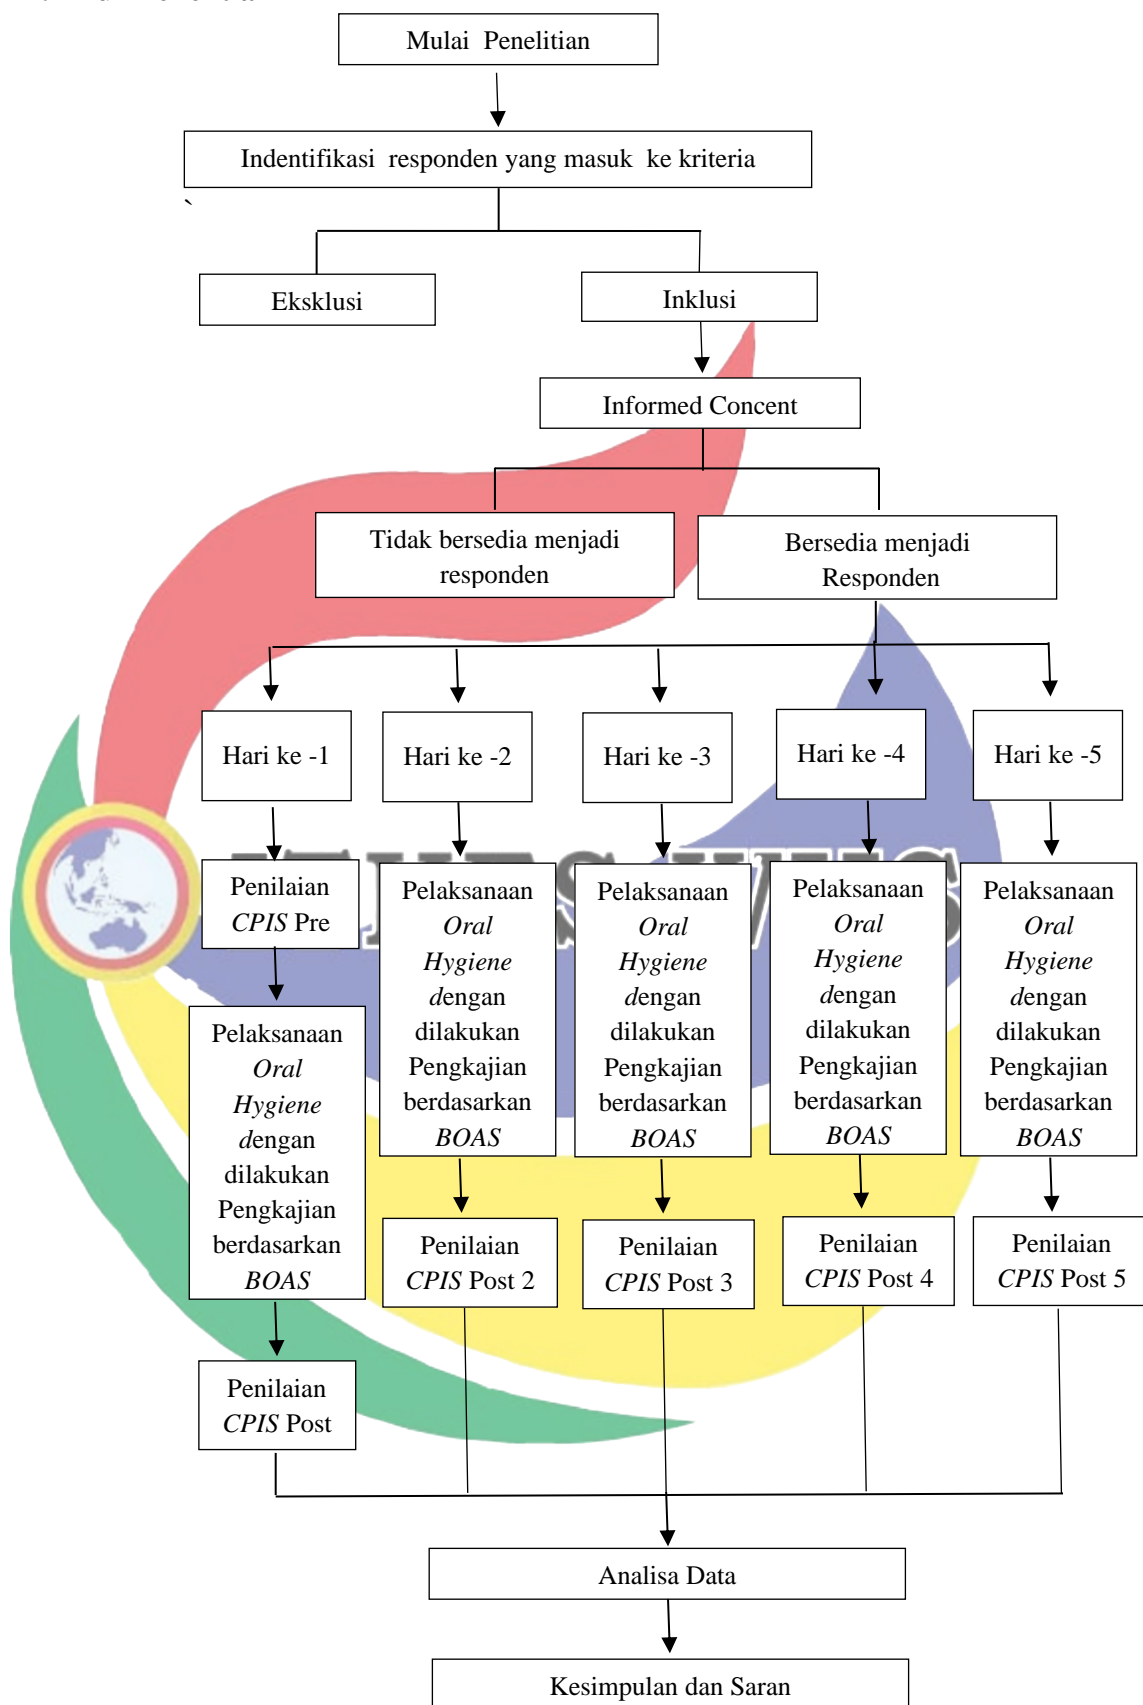 Mulai Penelitian
Indentifikasi responden yang masuk ke kriteria
`
Eksklusi
Inklusi
Informed Concent
Tidak bersedia menjadi
responden
Bersedia menjadi
Responden
Hari ke -1
Hari ke -2
Hari ke -3
Hari ke -4
Hari ke -5
Penilaian
CPIS Pre
Pelaksanaan
Oral
Hygiene
dengan
dilakukan
Pengkajian
berdasarkan
BOAS
Pelaksanaan
Oral
Hygiene
dengan
dilakukan
Pengkajian
berdasarkan
BOAS
Pelaksanaan
Oral
Hygiene
dengan
dilakukan
Pengkajian
berdasarkan
BOAS
Pelaksanaan
Oral
Hygiene
dengan
dilakukan
Pengkajian
berdasarkan
BOAS
Pelaksanaan
Oral
Hygiene
dengan
dilakukan
Pengkajian
berdasarkan
BOAS
Penilaian
CPIS Post 2
Penilaian
CPIS Post 3
Penilaian
CPIS Post 4
Penilaian
CPIS Post 5
Penilaian
CPIS Post
Analisa Data
Kesimpulan dan Saran